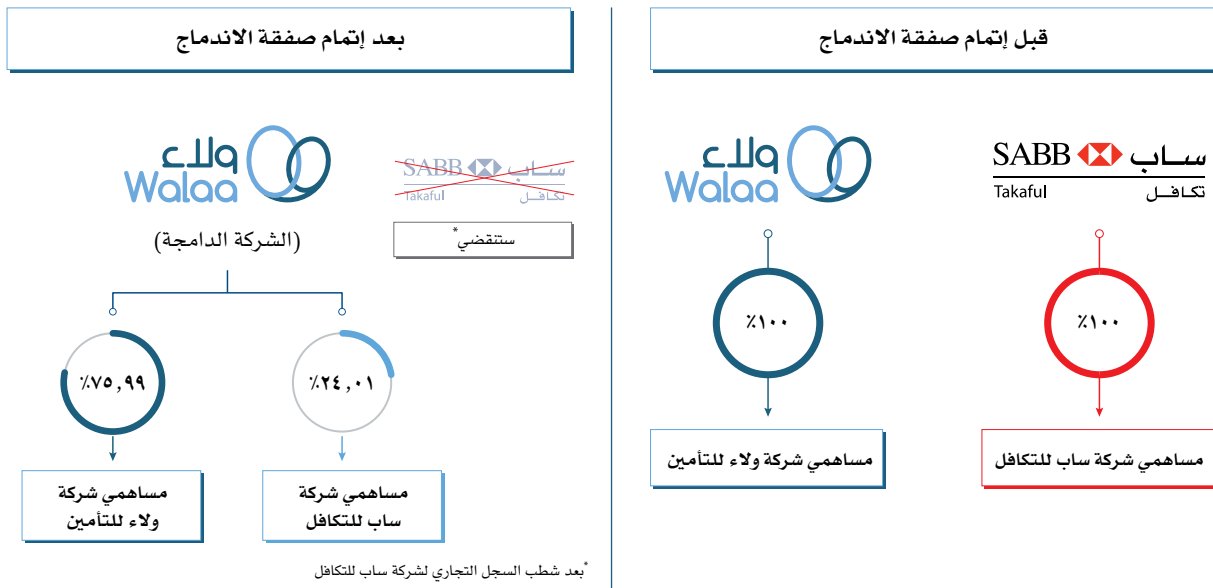 قبل إتمام صفقة الاندماج
ساب SABB
تكافل Takaful
٪١٠٠
مساهمي شركة ساب للتكافل
ولاء
Walaa
٪١٠٠
مساهمي شركة ولاء للتأمين
بعد إتمام صفقة الاندماج
ساب SABB
تكافل Takaful
ستنقضي*
ولاء
Walaa
(الشركة الدامجة)
٪٢٤,٠١
مساهمي شركة
ساب للتكافل
٪٧٥,٩٩
مساهمي شركة
ولاء للتأمين
*بعد شطب السجل التجاري لشركة ساب للتكافل